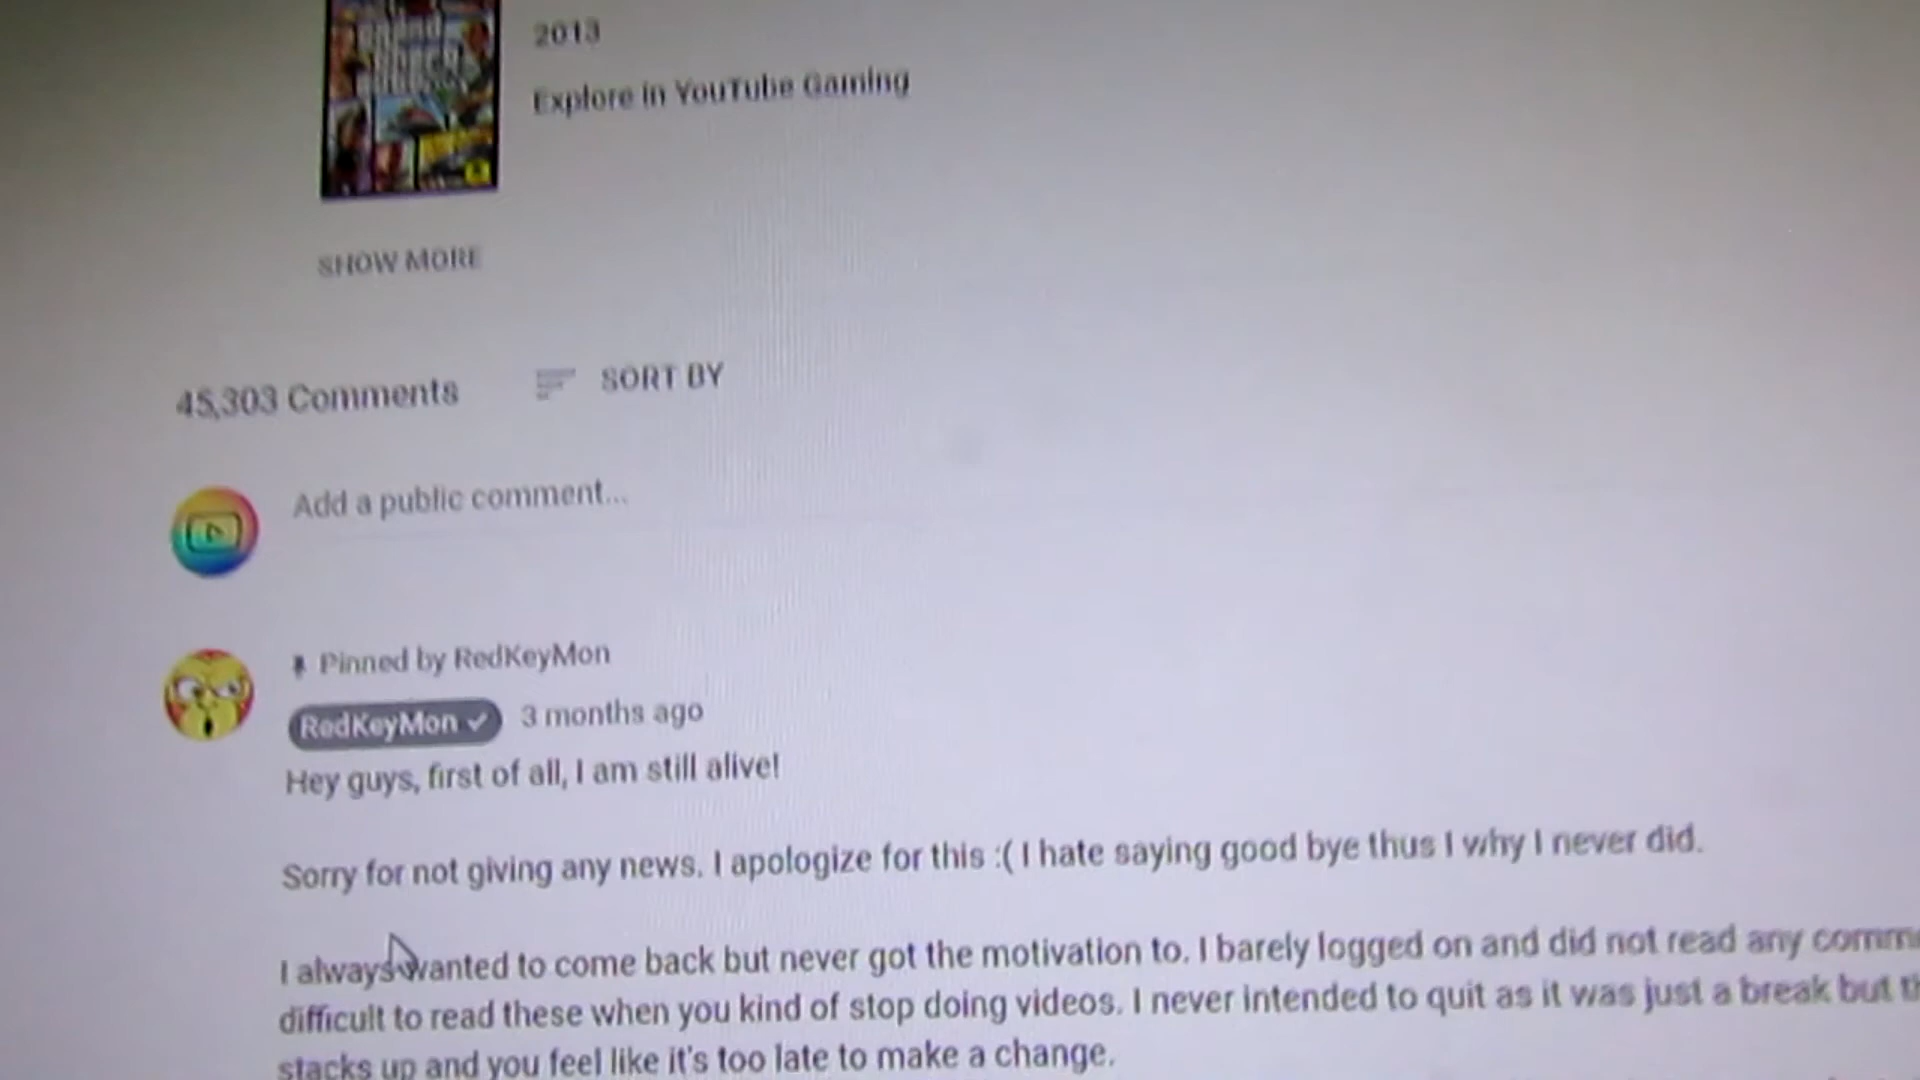 2013
Explore in YouTube Gaming
SHOW MORE
45,303 Comments
SORT BY
Add a public comment...
Pinned by RedKeyMon
RedKeyMon
3 months ago
Hey guys, first of all, I am still alive!
Sorry for not giving any news. I apologize for this :( I hate saying good bye thus I why I never did.
I always wanted to come back but never got the motivation to. I barely logged on and did not read any comm
difficult to read these when you kind of stop doing videos. I never intended to quit as it was just a break but th
stacks up and you feel like it's too late to make a change.